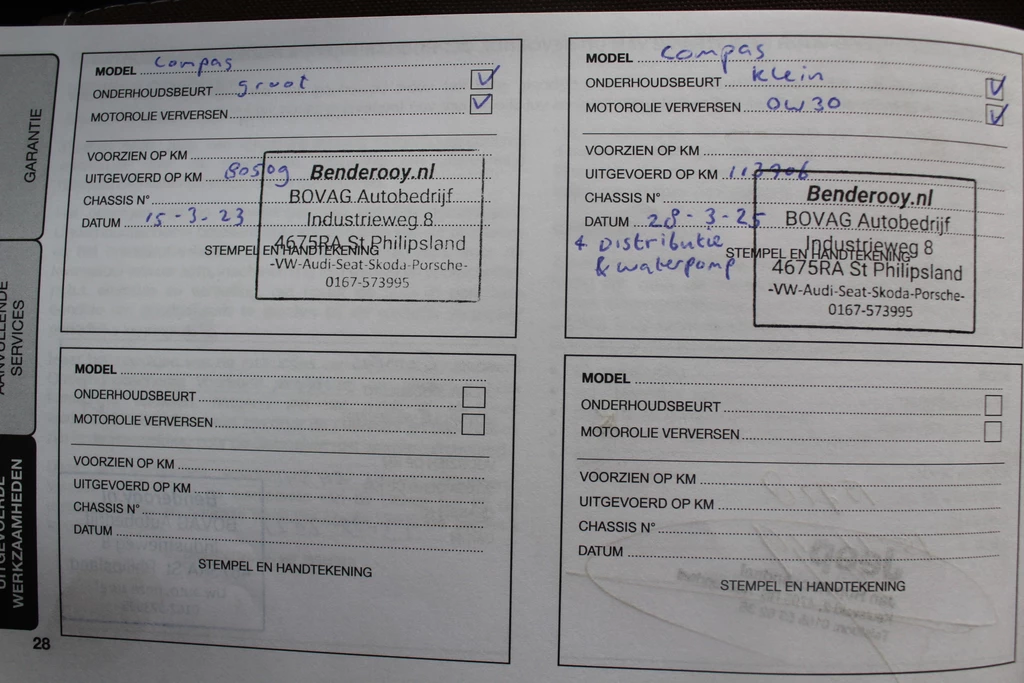 GARANTIE
AANVULLENDE
SERVICES
UITGEVOERDE
WERKZAAMHEDEN
28
MODEL Compas
ONDERHOUDSBEURT groot
MOTOROLIE VERVERSEN
VOORZIEN OP KM
UITGEVOERD OP KM 80509
CHASSIS N°
DATUM 15-3-23
STEMPEL EN HANDTEKENING
Benderooy.nl
BOVAG Autobedrijf
Industrieweg 8
4675RA St Philipsland
-VW-Audi-Seat-Skoda-Porsche-
0167-573995
MODEL Compas
ONDERHOUDSBEURT Klein
MOTOROLIE VERVERSEN OW30
VOORZIEN OP KM
UITGEVOERD OP KM 113906
CHASSIS N°
DATUM 28-3-25
+ Distributie
& waterpomp
STEMPEL EN HANDTEKENING
Benderooy.nl
BOVAG Autobedrijf
Industrieweg 8
4675RA St Philipsland
-VW-Audi-Seat-Skoda-Porsche-
0167-573995
MODEL
ONDERHOUDSBEURT
MOTOROLIE VERVERSEN
VOORZIEN OP KM
UITGEVOERD OP KM
CHASSIS N°
DATUM
STEMPEL EN HANDTEKENING
MODEL
ONDERHOUDSBEURT
MOTOROLIE VERVERSEN
VOORZIEN OP KM
UITGEVOERD OP KM
CHASSIS N°
DATUM
STEMPEL EN HANDTEKENING